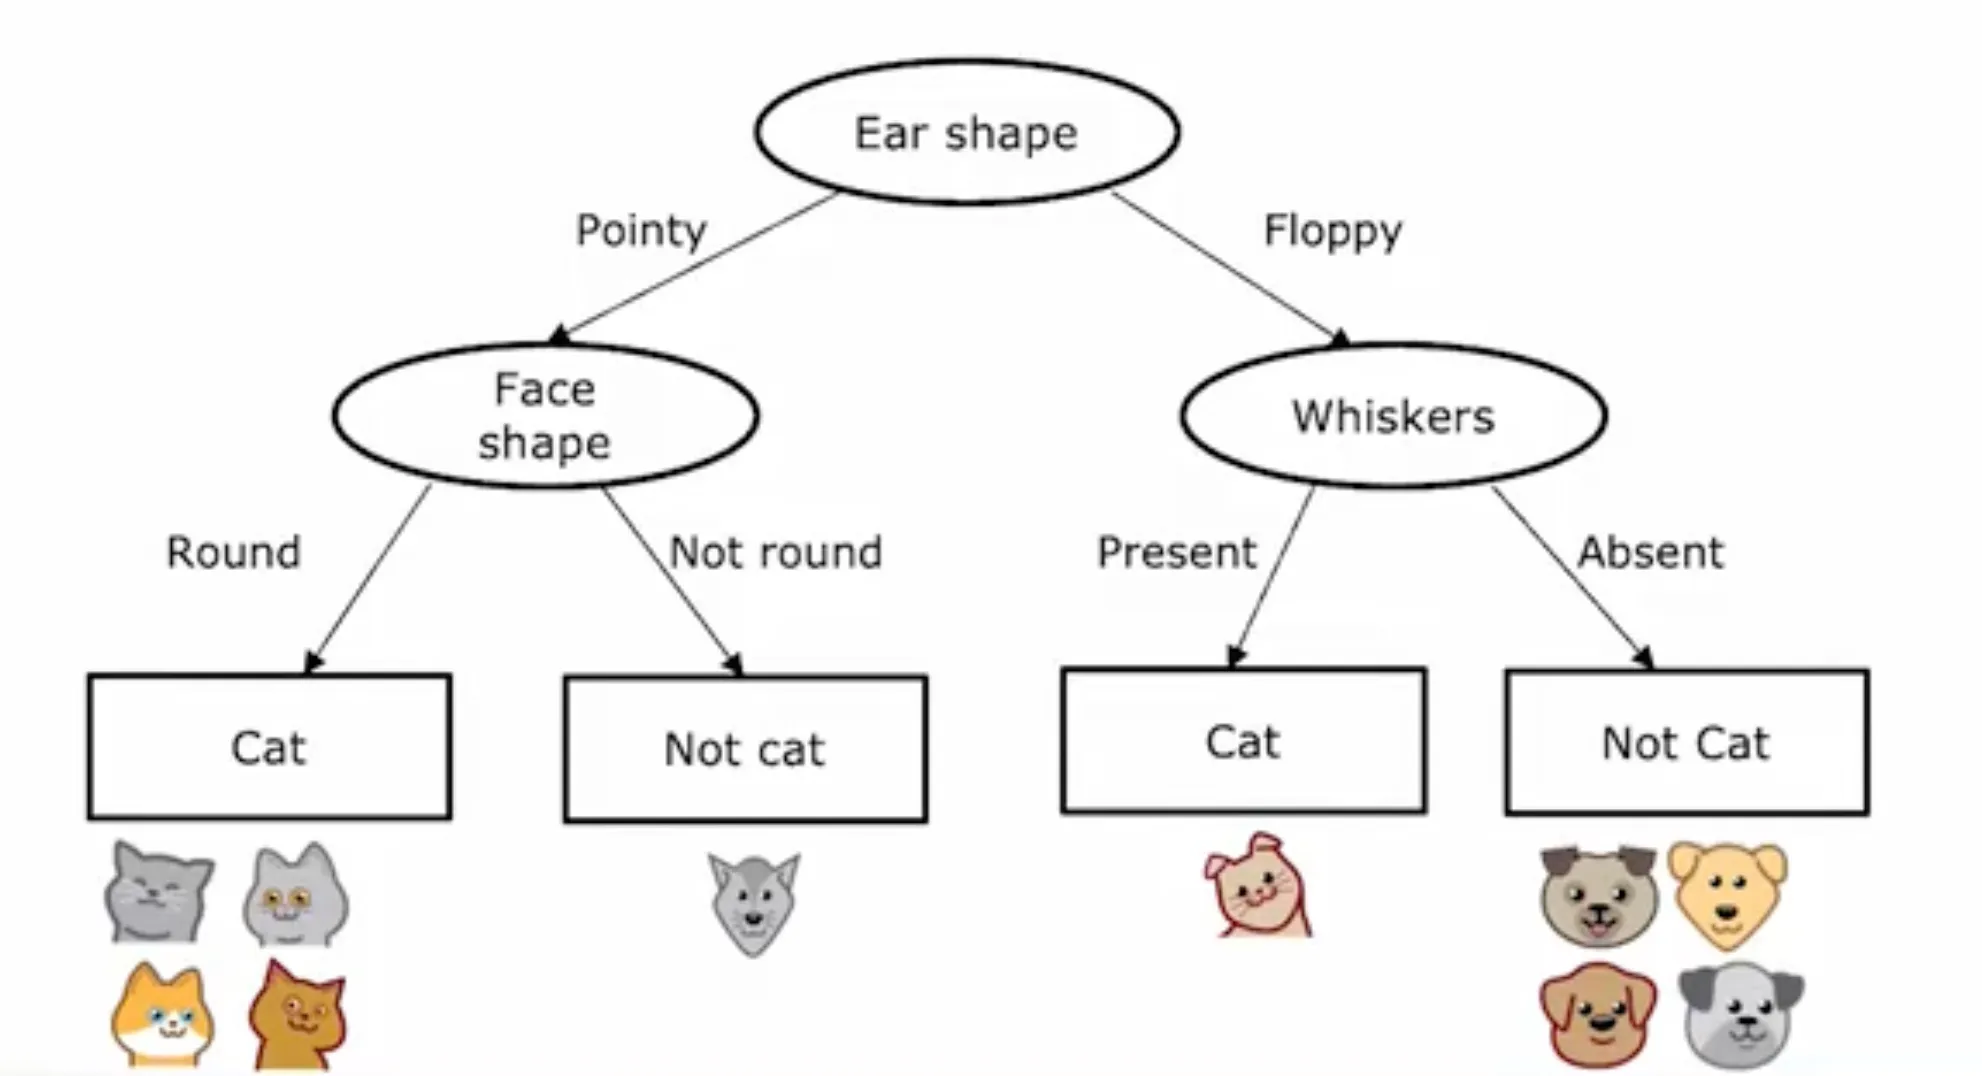 Ear shape
Pointy
Floppy
Face
shape
Whiskers
Round
Not round
Present
Absent
Cat
Not cat
Cat
Not Cat